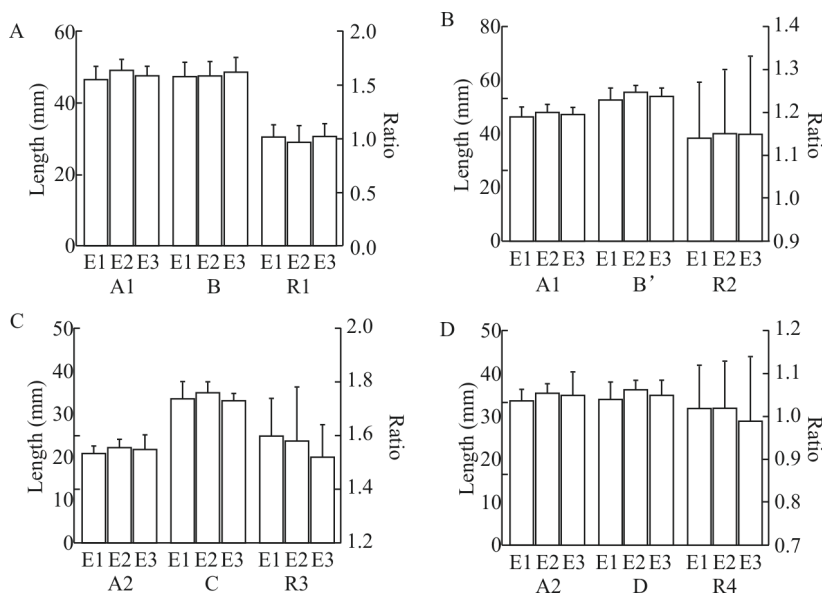 A
60
40
20
0
Length (mm)
2.0
1.5
1.0
0.5
0.0
Ratio
E1 E2 E3 E1 E2 E3 E1 E2 E3
A1 B R1
B
80
60
40
20
0
Length (mm)
1.4
1.3
1.2
1.1
1.0
0.9
Ratio
E1 E2 E3 E1 E2 E3 E1 E2 E3
A1 B’ R2
C
50
40
30
20
10
0
Length (mm)
2.0
1.8
1.6
1.4
1.2
Ratio
E1 E2 E3 E1 E2 E3 E1 E2 E3
A2 C R3
D
50
40
30
20
10
0
Length (mm)
1.2
1.1
1.0
0.9
0.8
0.7
Ratio
E1 E2 E3 E1 E2 E3 E1 E2 E3
A2 D R4